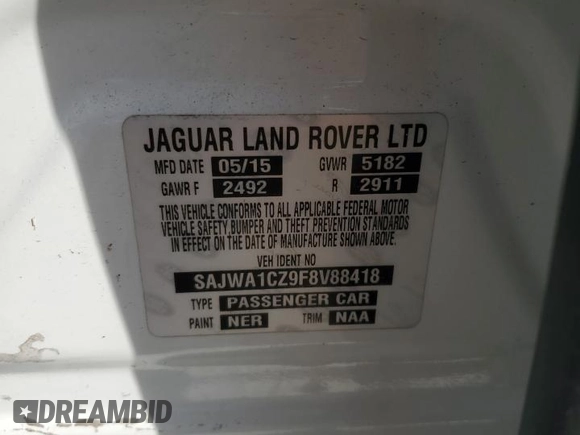 JAGUAR LAND ROVER LTD
MFD DATE 05/15 GVWR 5182
GAWR F 2492 R 2911
THIS VEHICLE CONFORMS TO ALL APPLICABLE FEDERAL MOTOR
VEHICLE SAFETY,BUMPER AND THEFT PREVENTION STANDARDS
IN EFFECT ON THE DATE OF MANUFACTURE SHOWN ABOVE.
VEH IDENT NO
SAJWA1CZ9F8V88418
TYPE PASSENGER CAR
PAINT NER TRIM NAA
DREAMBID